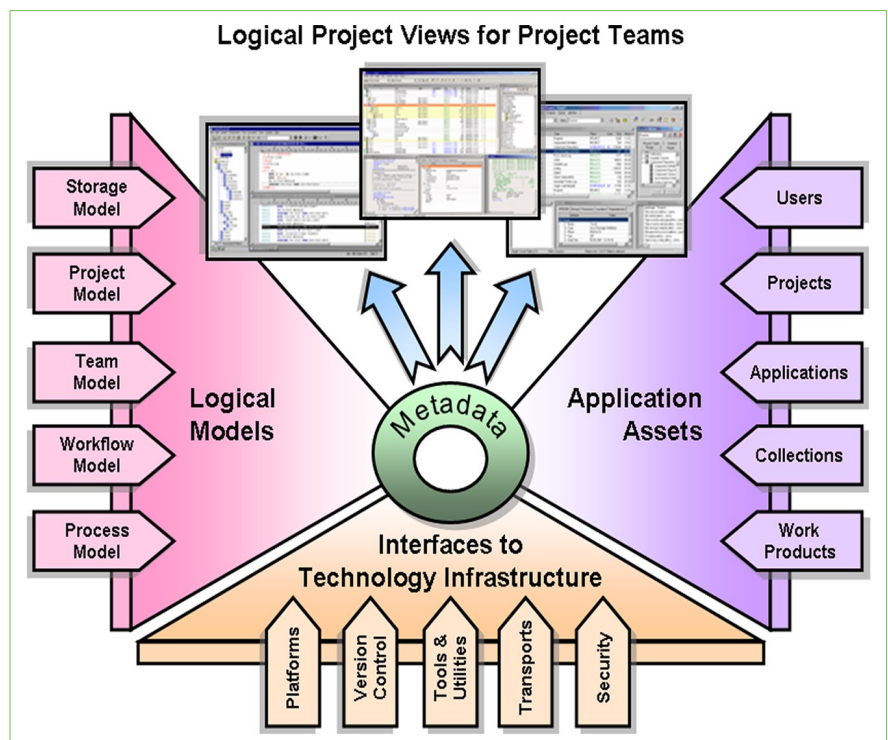 Logical Project Views for Project Teams
Storage
Model
Project
Model
Team
Model
Workflow
Model
Process
Model
Logical
Models
Metadata
Application
Assets
Users
Projects
Applications
Collections
Work
Products
Interfaces to
Technology Infrastructure
Platforms
Version
Control
Tools &
Utilities
Transports
Security